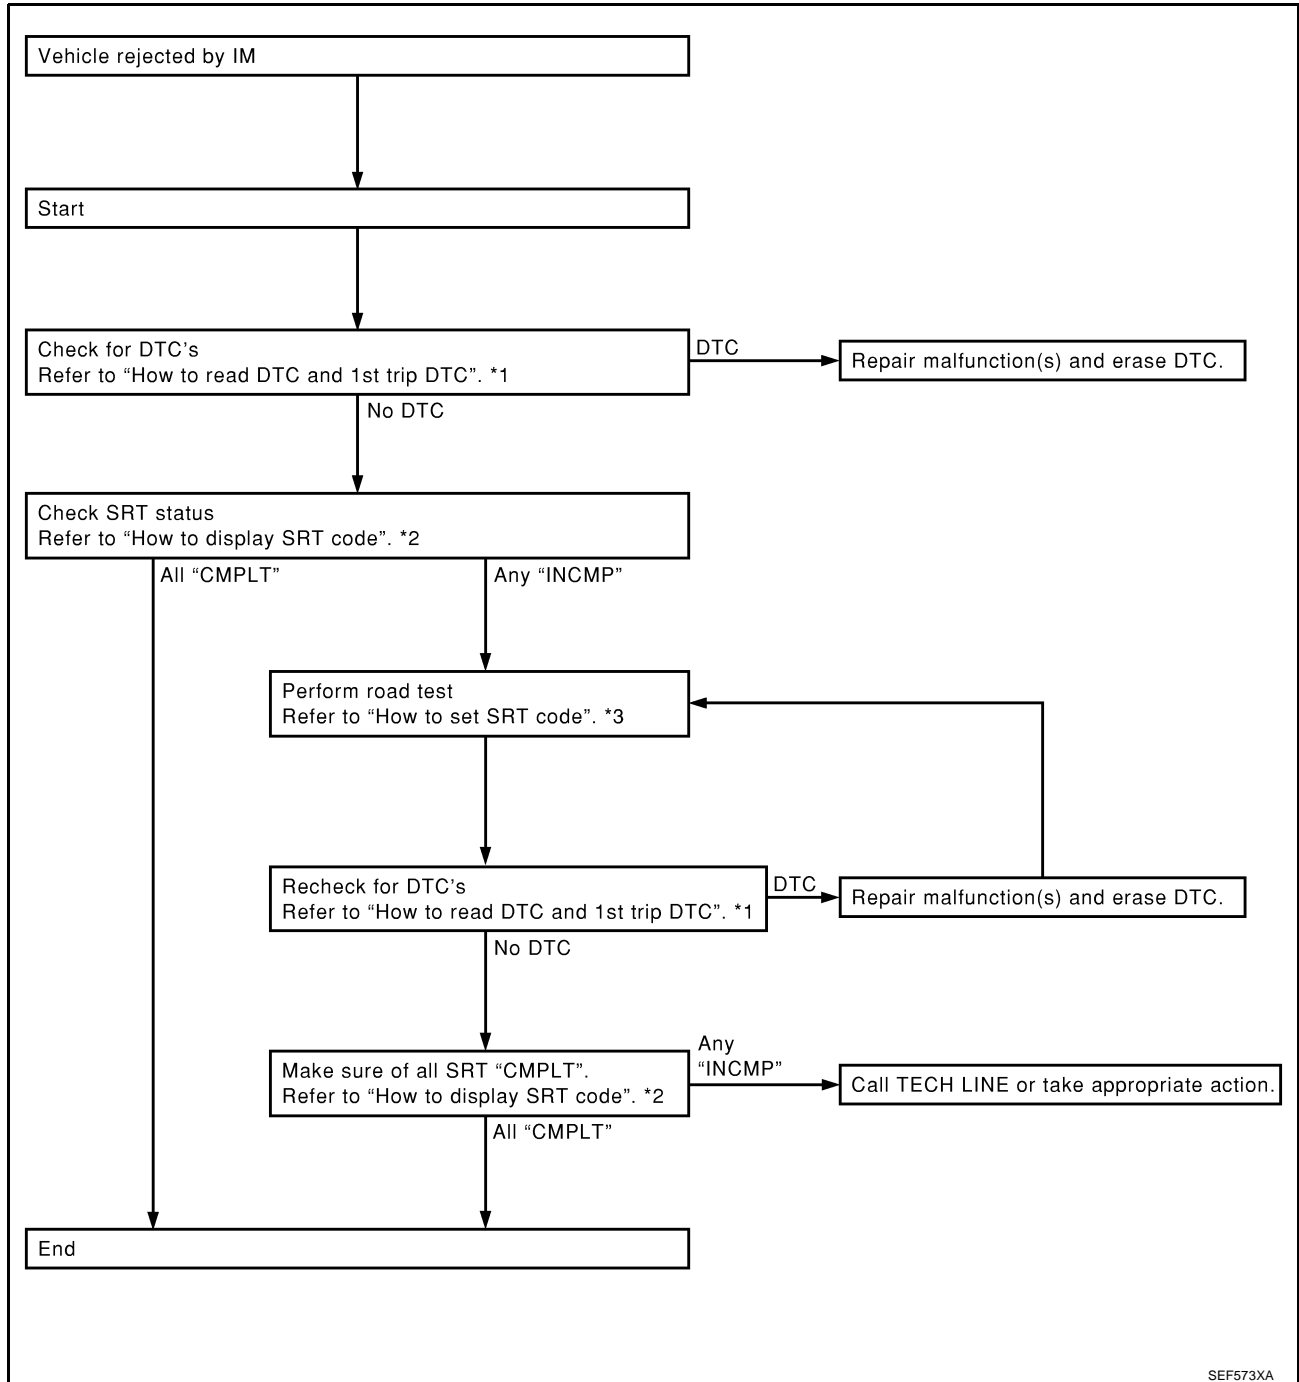 Vehicle rejected by IM
Start
Check for DTC's
Refer to “How to read DTC and 1st trip DTC”. *1
DTC
Repair malfunction(s) and erase DTC.
No DTC
Check SRT status
Refer to “How to display SRT code”. *2
All “CMPLT”
Any “INCMP”
Perform road test
Refer to “How to set SRT code”. *3
Recheck for DTC's
Refer to “How to read DTC and 1st trip DTC”. *1
DTC
Repair malfunction(s) and erase DTC.
No DTC
Make sure of all SRT “CMPLT”.
Refer to “How to display SRT code”. *2
Any
“INCMP”
Call TECH LINE or take appropriate action.
All “CMPLT”
End
SEF573XA